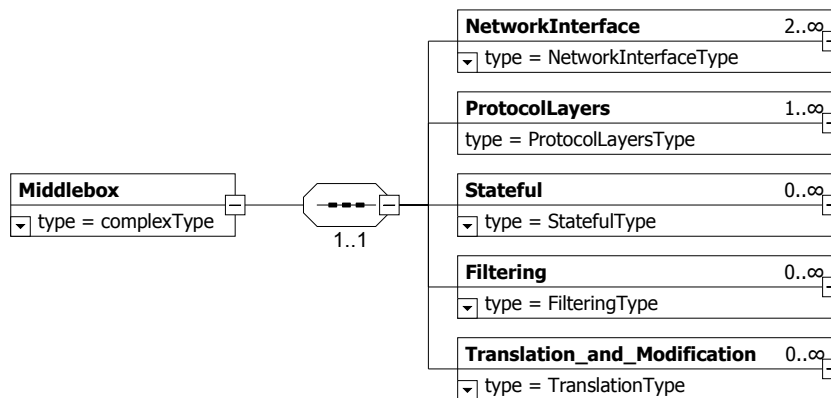 NetworkInterface 2..∞
type = NetworkInterfaceType
ProtocolLayers 1..∞
type = ProtocolLayersType
Middlebox
type = complexType
1..1
Stateful 0..∞
type = StatefulType
Filtering 0..∞
type = FilteringType
Translation_and_Modification 0..∞
type = TranslationType